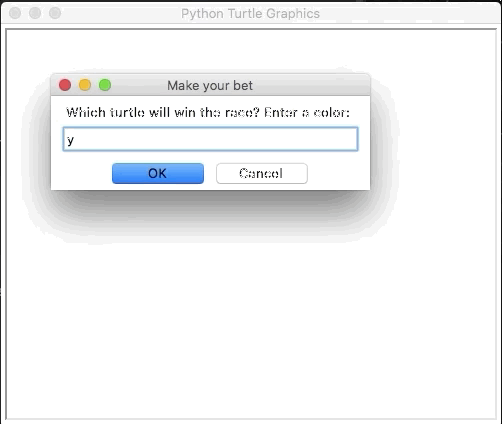 Python Turtle Graphics
Make your bet
Which turtle will win the race? Enter a color:
y
OK
Cancel